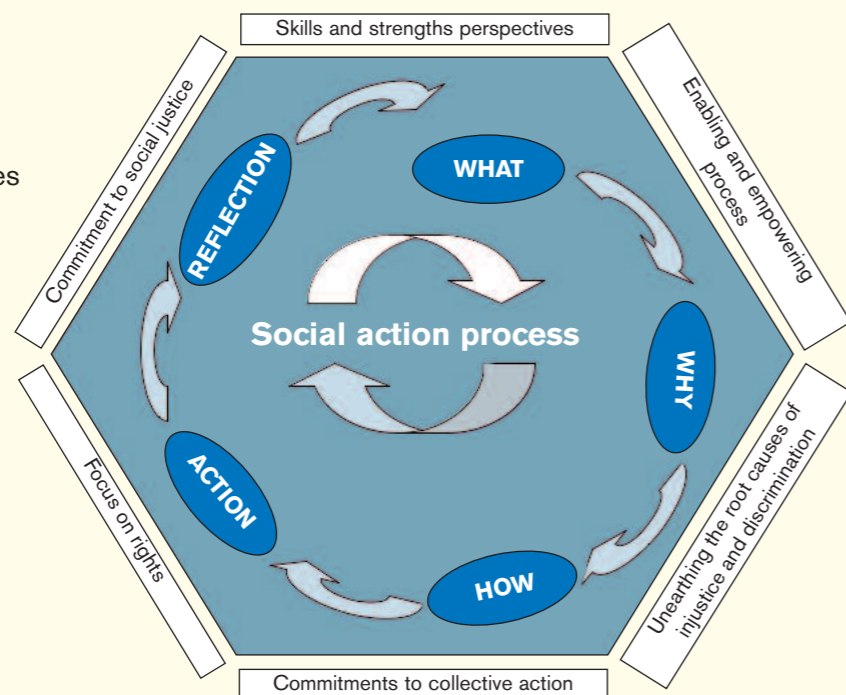 Skills and strengths perspectives
Commitment to social justice
es
Enabling and empowering
process
REFLECTION
WHAT
Social action process
WHY
ACTION
HOW
Focus on rights
Unearthing the root causes of
injustice and discrimination
Commitments to collective action